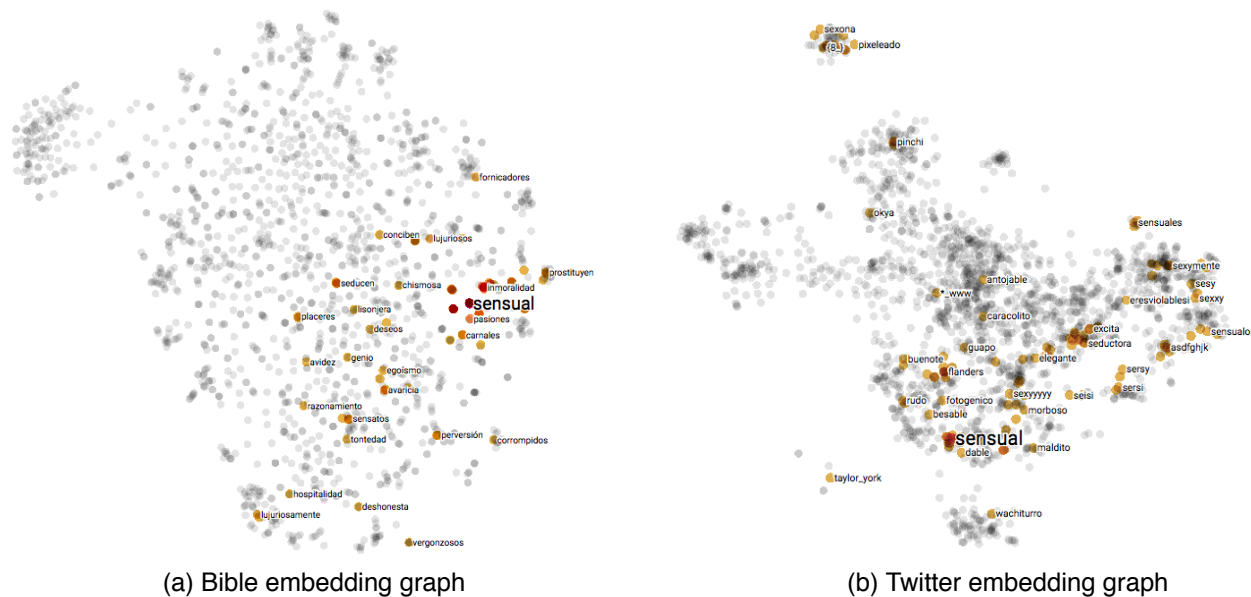 fornicadores
conciben
lujuriosos
prostituyen
seducen
chismosa
inmoralidad
sensual
lisonjera
placeres
pasiones
deseos
carnales
genio
avidez
egoísmo
avaricia
razonamiento
sensatos
tontedad
perversión
corrompidos
hospitalidad
deshonesta
lujuriosamente
vergonzosos
(a) Bible embedding graph
sexona
(8_)
pixeleado
pinchi
okya
sensuales
sexymente
antojable
sesy
*_www
eresviolablesi
sexxy
caracolito
excita
sensualo
seductora
guapo
asdfghjk
buenote
elegante
flanders
sersy
sersi
rudo
fotogenico
sexyyyyy
seisi
besable
morboso
sensual
dable
maldito
taylor_york
wachiturro
(b) Twitter embedding graph